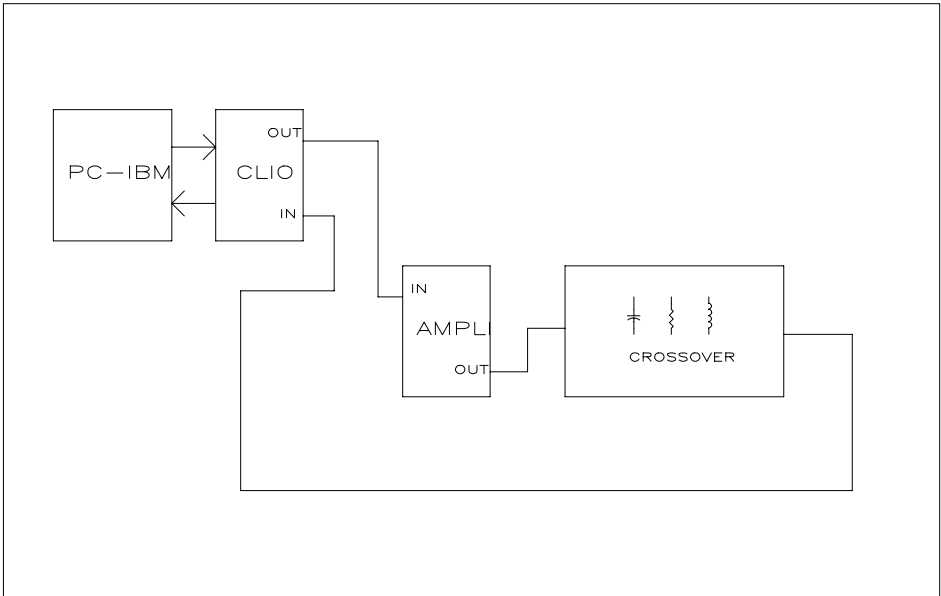 OUT
PC-IBM
CLIO
IN
IN
AMPLI
OUT
CROSSOVER